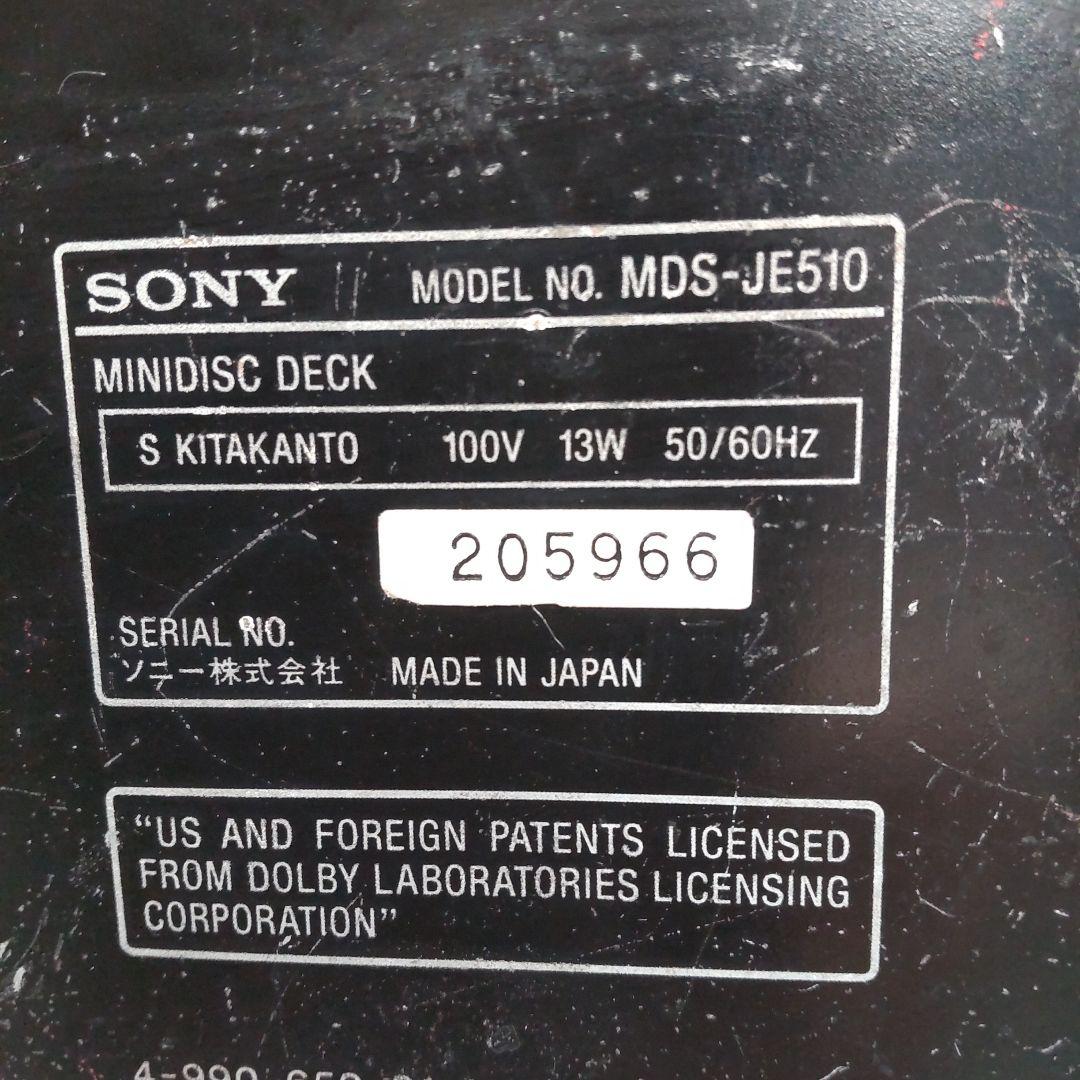 SONY MODEL NO. MDS-JE510
MINIDISC DECK
S KITAKANTO 100V 13W 50/60Hz
205966
SERIAL NO.
ソニー株式会社 MADE IN JAPAN
“US AND FOREIGN PATENTS LICENSED
FROM DOLBY LABORATORIES LICENSING
CORPORATION”